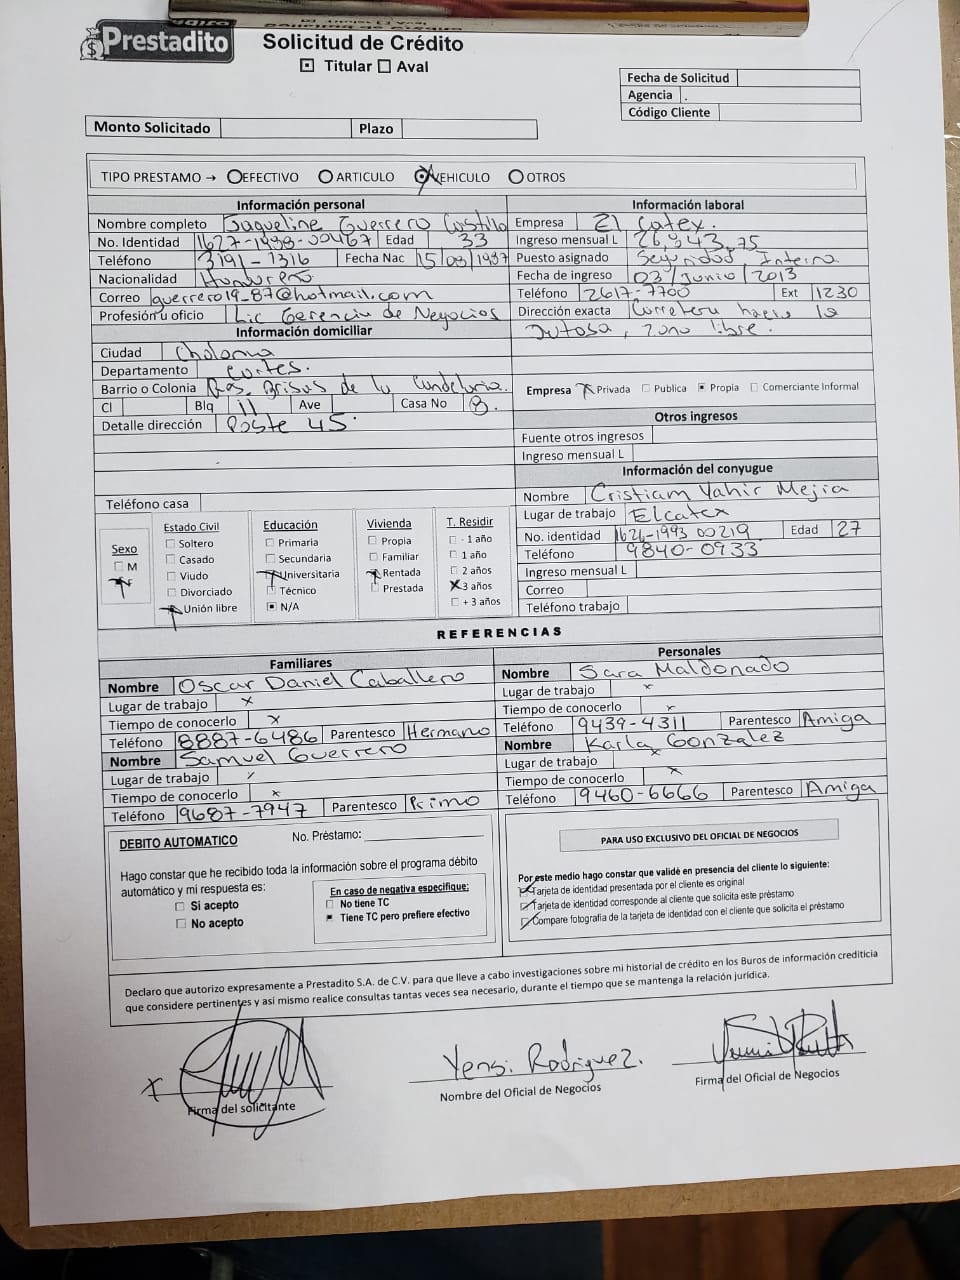 Prestadito
Solicitud de Crédito
Titular Aval
Fecha de Solicitud
Agencia .
Código Cliente
Monto Solicitado Plazo
TIPO PRESTAMO → EFECTIVO ARTICULO VEHICULO OTROS
Información personal
Nombre completo Jaqueline Guerrero Castillo
No. Identidad Edad 33
Teléfono 3191-1316 Fecha Nac 15/03/1987
Nacionalidad Hondureño
Correo guerrero19_87@hotmail.com
Profesión u oficio Lic Gerencia de Negocios
Información domiciliar
Ciudad Choloma
Departamento Cortes.
Barrio o Colonia Res. Brisas de la Candelaria.
Cl Blq 11 Ave Casa No 8.
Detalle dirección Poste 45.
Teléfono casa
Información laboral
Empresa El Catex.
Ingreso mensual L 26,943.75
Puesto asignado Seguridad Interna
Fecha de ingreso 03/Junio/2013
Teléfono 2617-7700 Ext 1230
Dirección exacta Carretera hacia la
Jutosa, zona libre.
Empresa Privada Publica Propia Comerciante Informal
Otros ingresos
Fuente otros ingresos
Ingreso mensual L
Información del conyugue
Nombre Cristiam Yahir Mejia
Lugar de trabajo Elcatex
No. identidad 1626-1993 00219 Edad 27
Teléfono 9840-0933
Ingreso mensual L
Correo
Teléfono trabajo
Sexo
M
Estado Civil
Soltero
Casado
Viudo
Divorciado
Unión libre
Educación
Primaria
Secundaria
Universitaria
Técnico
N/A
Vivienda
Propia
Familiar
Rentada
Prestada
T. Residir
- 1 año
1 año
2 años
3 años
+ 3 años
REFERENCIAS
Familiares
Nombre Oscar Daniel Caballero
Lugar de trabajo x
Tiempo de conocerlo x
Teléfono 8887-6486 Parentesco Hermano
Nombre Samuel Guerrero
Lugar de trabajo
Tiempo de conocerlo x
Teléfono 9687-7947 Parentesco Primo
Personales
Nombre Sara Maldonado
Lugar de trabajo x
Tiempo de conocerlo x
Teléfono 9439-4311 Parentesco Amiga
Nombre Karla Gonzalez
Lugar de trabajo x
Tiempo de conocerlo x
Teléfono 9460-6666 Parentesco Amiga
DEBITO AUTOMATICO No. Préstamo:
Hago constar que he recibido toda la información sobre el programa débito
automático y mi respuesta es:
Si acepto
No acepto
En caso de negativa especifique:
No tiene TC
Tiene TC pero prefiere efectivo
PARA USO EXCLUSIVO DEL OFICIAL DE NEGOCIOS
Por este medio hago constar que validé en presencia del cliente lo siguiente:
Tarjeta de identidad presentada por el cliente es original
Tarjeta de identidad corresponde al cliente que solicita este préstamo
Compare fotografía de la tarjeta de identidad con el cliente que solicita el préstamo
Declaro que autorizo expresamente a Prestadito S.A. de C.V. para que lleve a cabo investigaciones sobre mi historial de crédito en los Buros de información crediticia
que considere pertinentes y así mismo realice consultas tantas veces sea necesario, durante el tiempo que se mantenga la relación jurídica.
x
Firma del solicitante
Yensi Rodriguez.
Nombre del Oficial de Negocios
Firma del Oficial de Negocios